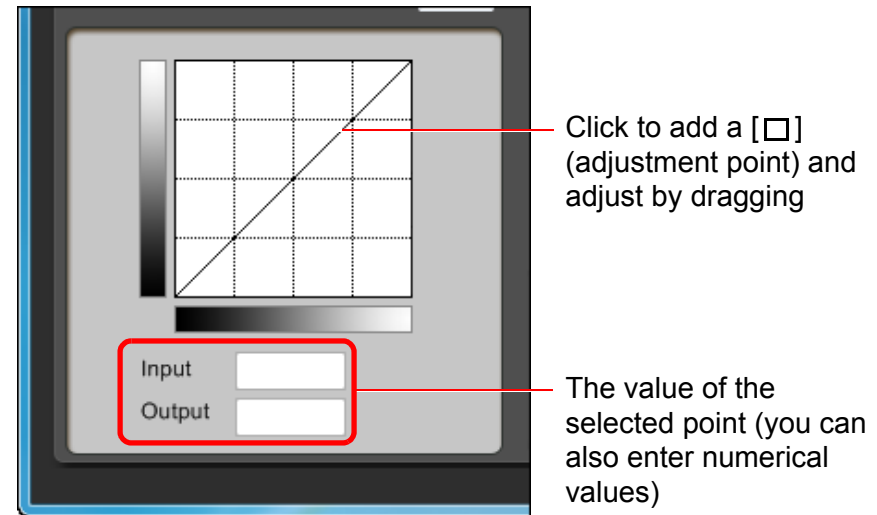 Click to add a [□]
(adjustment point) and
adjust by dragging
Input
Output
The value of the
selected point (you can
also enter numerical
values)